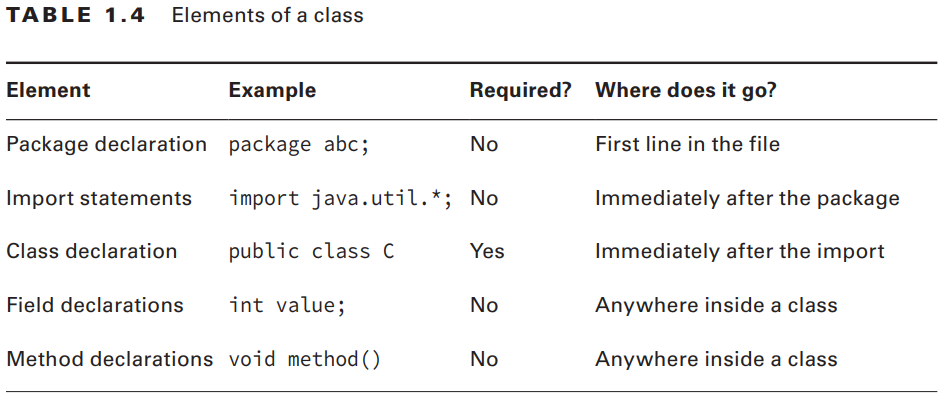 TABLE 1.4 Elements of a class
Element Example Required? Where does it go?
Package declaration package abc; No First line in the file
Import statements import java.util.*; No Immediately after the package
Class declaration public class C Yes Immediately after the import
Field declarations int value; No Anywhere inside a class
Method declarations void method() No Anywhere inside a class